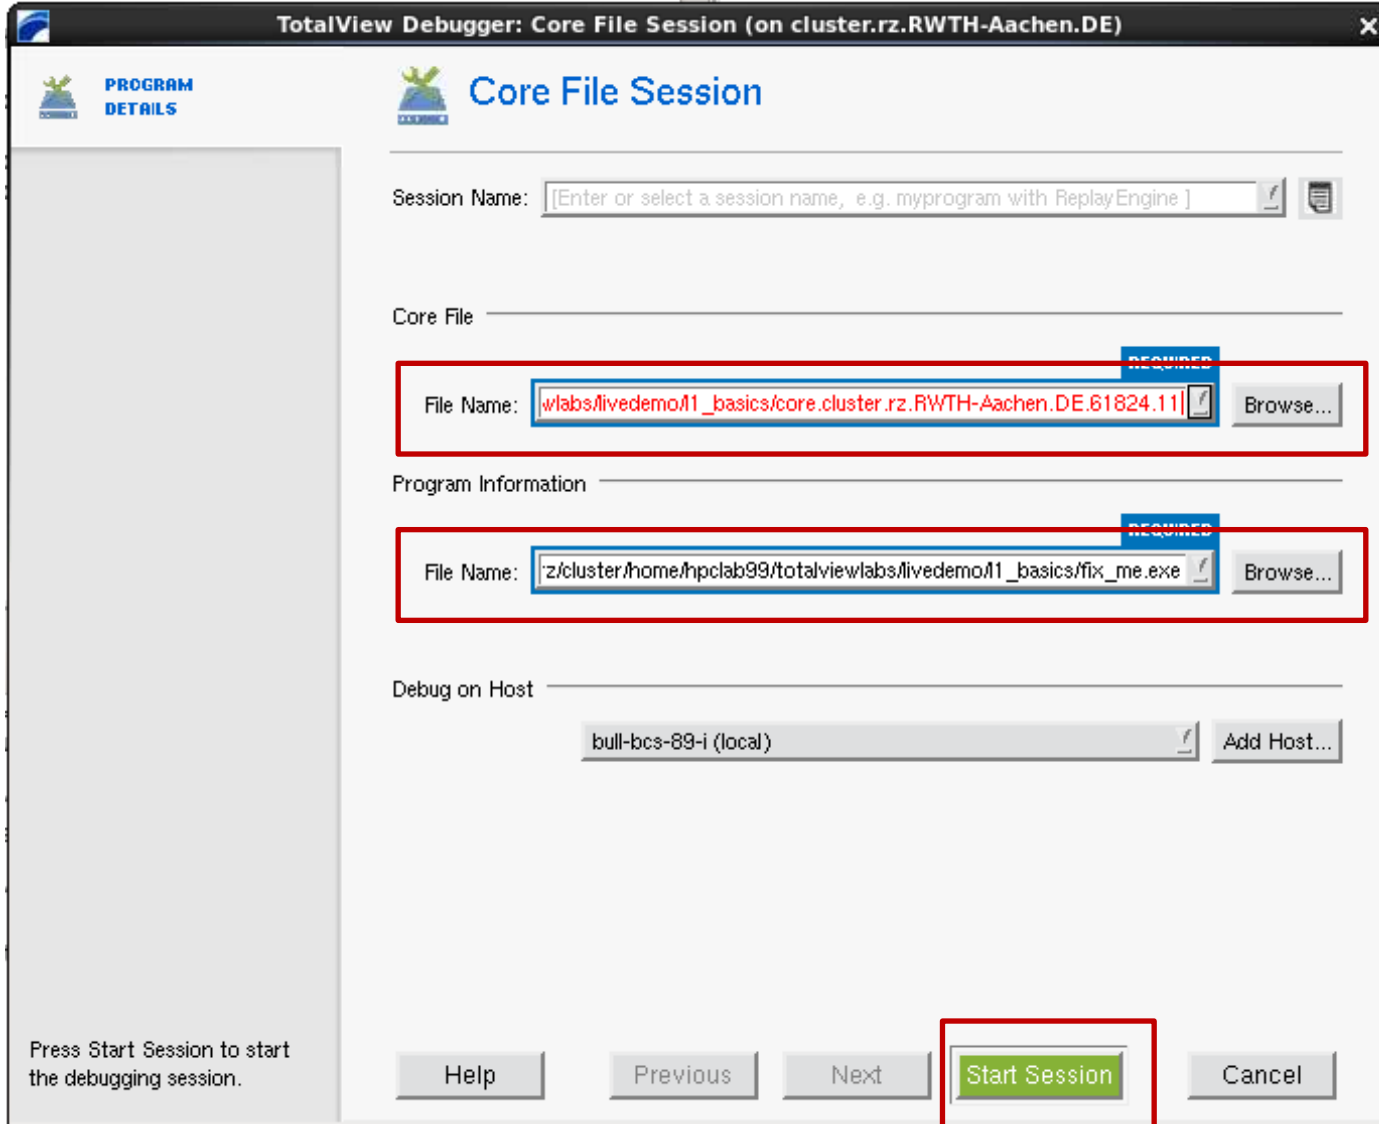 TotalView Debugger: Core File Session (on cluster.rz.RWTH-Aachen.DE)
PROGRAM
DETAILS
Core File Session
Session Name: [Enter or select a session name, e.g. myprogram with ReplayEngine ]
Core File
REQUIRED
File Name: wlabs/livedemo/l1_basics/core.cluster.rz.RWTH-Aachen.DE.61824.11 Browse...
Program Information
REQUIRED
File Name: rz/cluster/home/hpclab99/totalviewlabs/livedemo/l1_basics/fix_me.exe Browse...
Debug on Host
bull-bcs-89-i (local) Add Host...
Press Start Session to start
the debugging session.
Help Previous Next Start Session Cancel